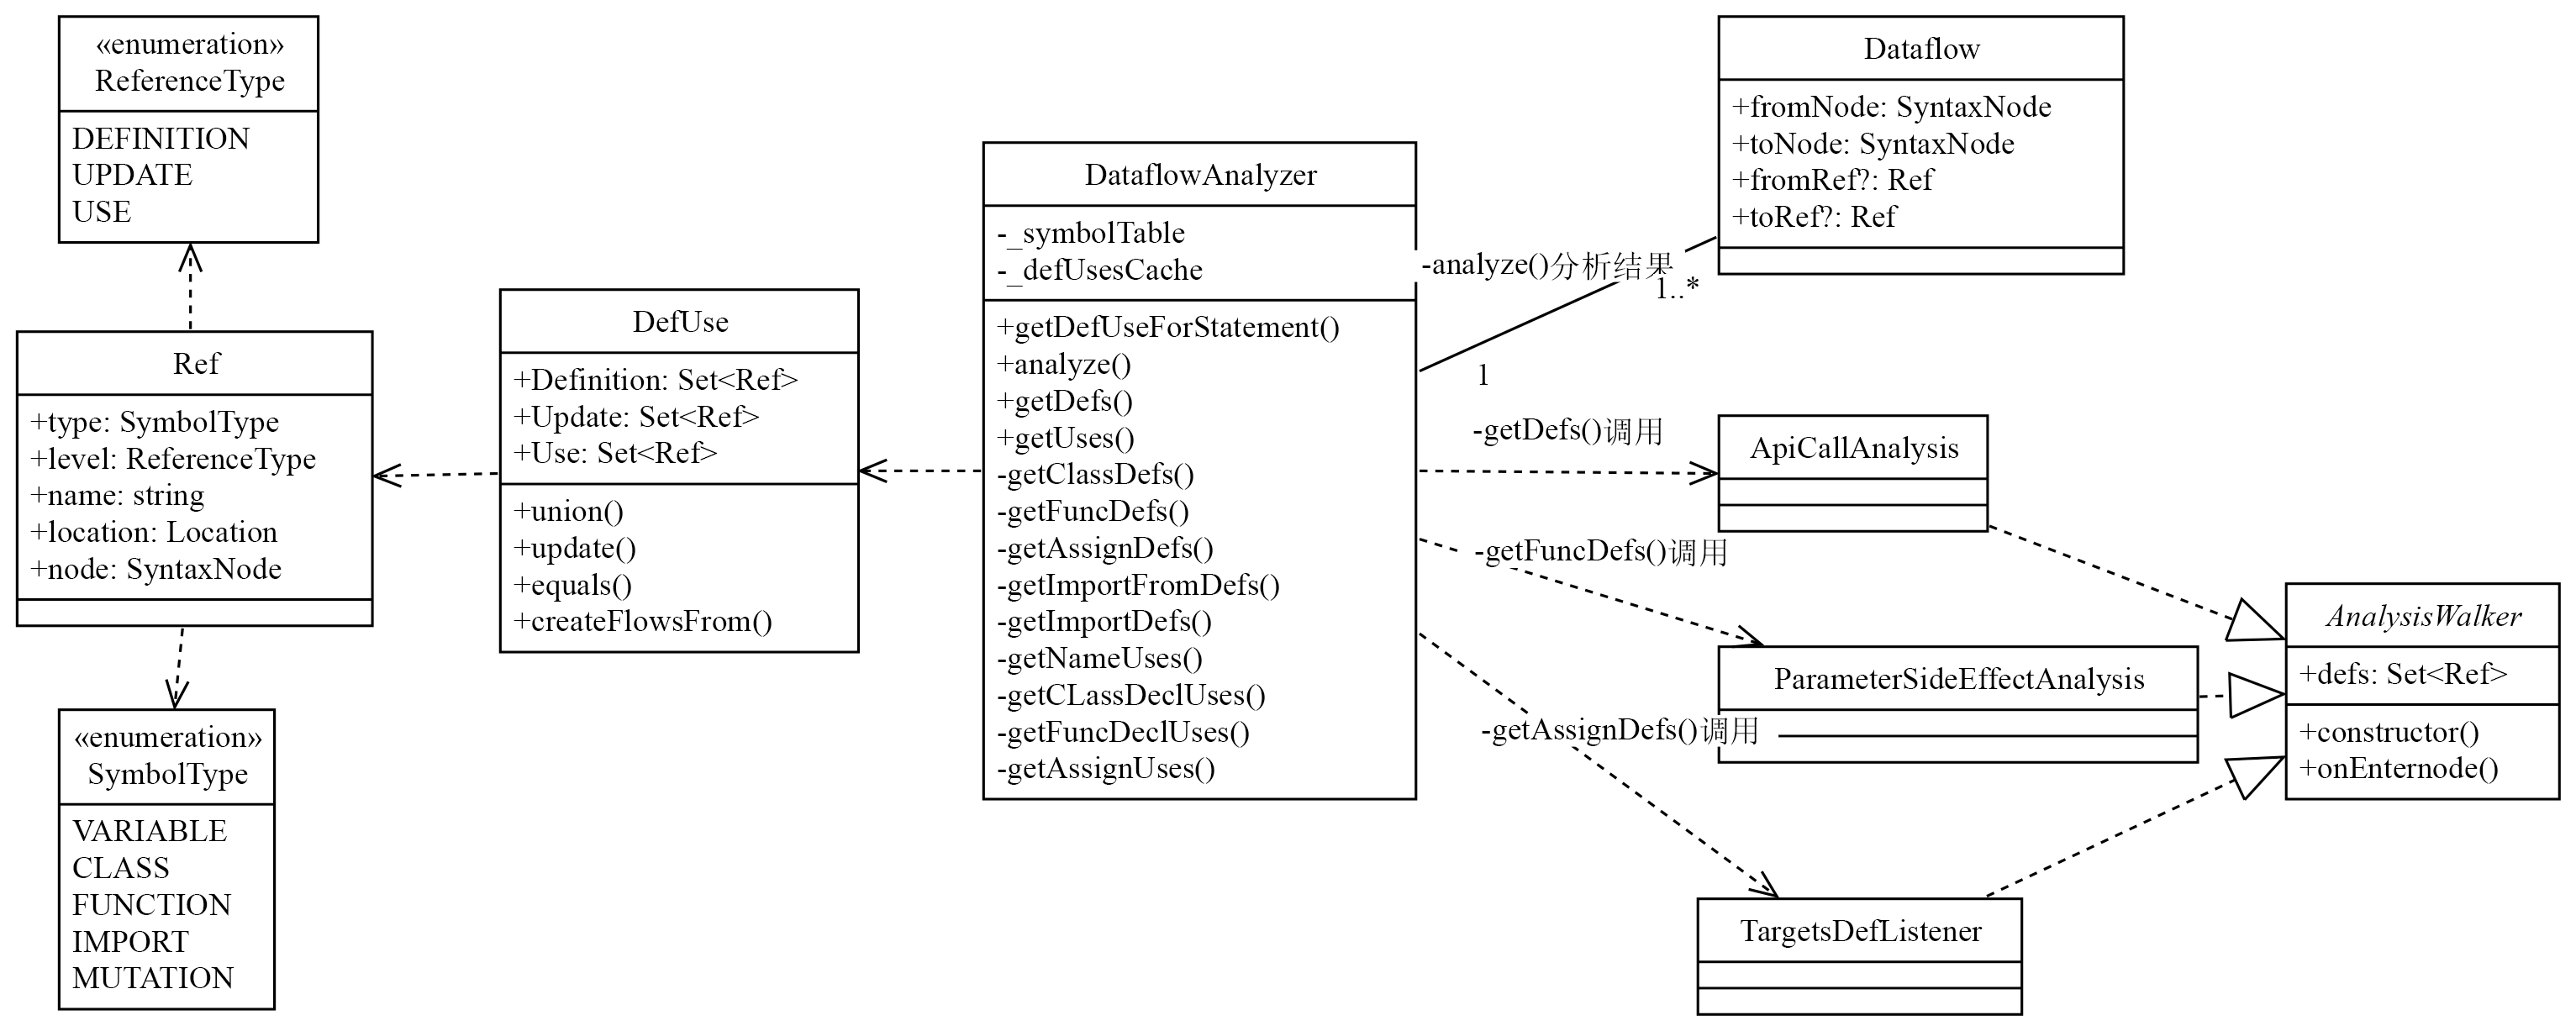 «enumeration»
ReferenceType
DEFINITION
UPDATE
USE
Ref
+type: SymbolType
+level: ReferenceType
+name: string
+location: Location
+node: SyntaxNode
«enumeration»
SymbolType
VARIABLE
CLASS
FUNCTION
IMPORT
MUTATION
DefUse
+Definition: Set<Ref>
+Update: Set<Ref>
+Use: Set<Ref>
+union()
+update()
+equals()
+createFlowsFrom()
DataflowAnalyzer
-_symbolTable
-_defUsesCache
+getDefUseForStatement()
+analyze()
+getDefs()
+getUses()
-getClassDefs()
-getFuncDefs()
-getAssignDefs()
-getImportFromDefs()
-getImportDefs()
-getNameUses()
-getCLassDeclUses()
-getFuncDeclUses()
-getAssignUses()
-analyze()分析结果
1..*
1
-getDefs()调用
-getFuncDefs()调用
-getAssignDefs()调用
Dataflow
+fromNode: SyntaxNode
+toNode: SyntaxNode
+fromRef?: Ref
+toRef?: Ref
ApiCallAnalysis
ParameterSideEffectAnalysis
TargetsDefListener
AnalysisWalker
+defs: Set<Ref>
+constructor()
+onEnternode()